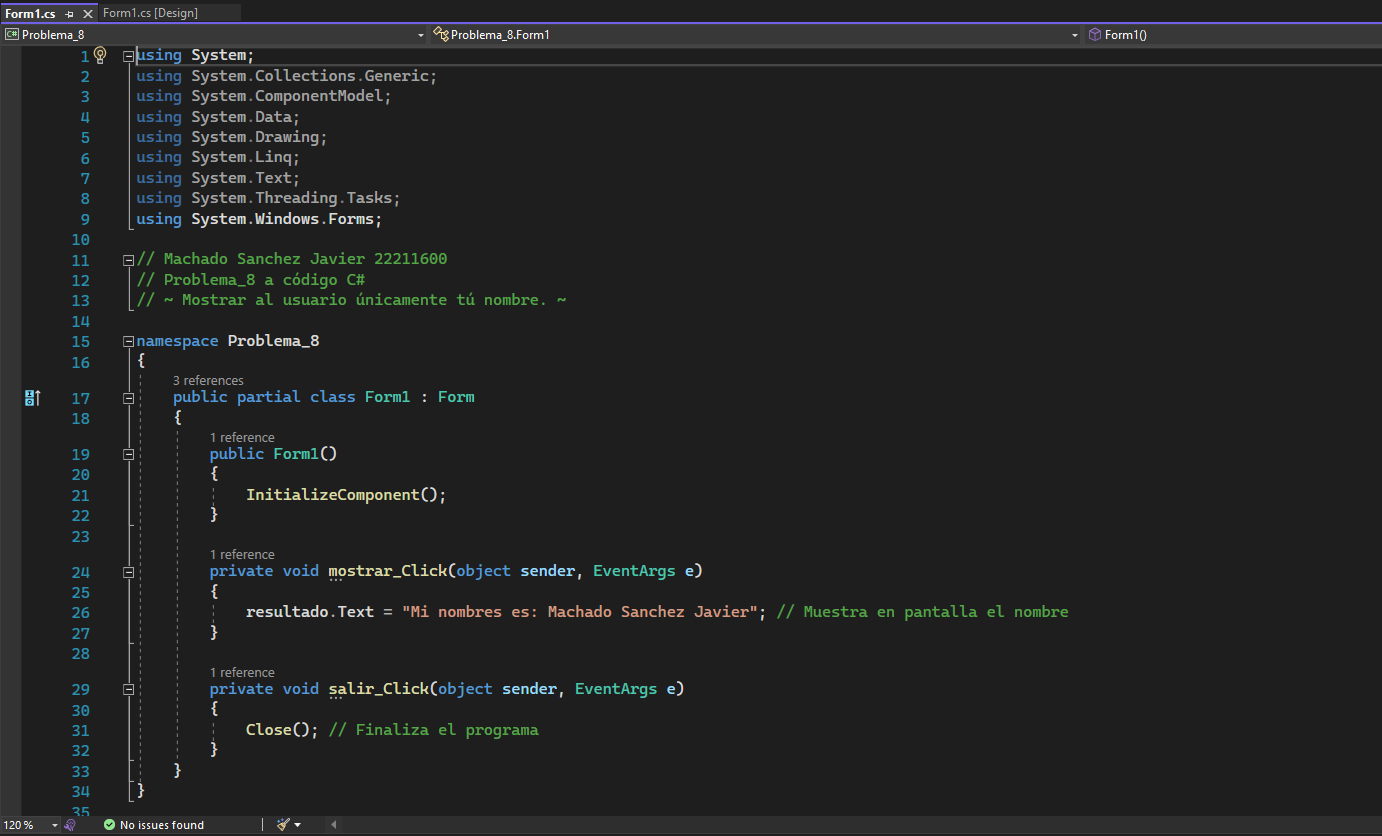 Form1.cs Form1.cs [Design]
C# Problema_8 Problema_8.Form1 Form1()
1 using System;
2 using System.Collections.Generic;
3 using System.ComponentModel;
4 using System.Data;
5 using System.Drawing;
6 using System.Linq;
7 using System.Text;
8 using System.Threading.Tasks;
9 using System.Windows.Forms;
10
11 // Machado Sanchez Javier 22211600
12 // Problema_8 a código C#
13 // ~ Mostrar al usuario únicamente tú nombre. ~
14
15 namespace Problema_8
16 {
3 references
17 public partial class Form1 : Form
18 {
1 reference
19 public Form1()
20 {
21 InitializeComponent();
22 }
23
1 reference
24 private void mostrar_Click(object sender, EventArgs e)
25 {
26 resultado.Text = "Mi nombres es: Machado Sanchez Javier"; // Muestra en pantalla el nombre
27 }
28
1 reference
29 private void salir_Click(object sender, EventArgs e)
30 {
31 Close(); // Finaliza el programa
32 }
33 }
34 }
35
120 % No issues found